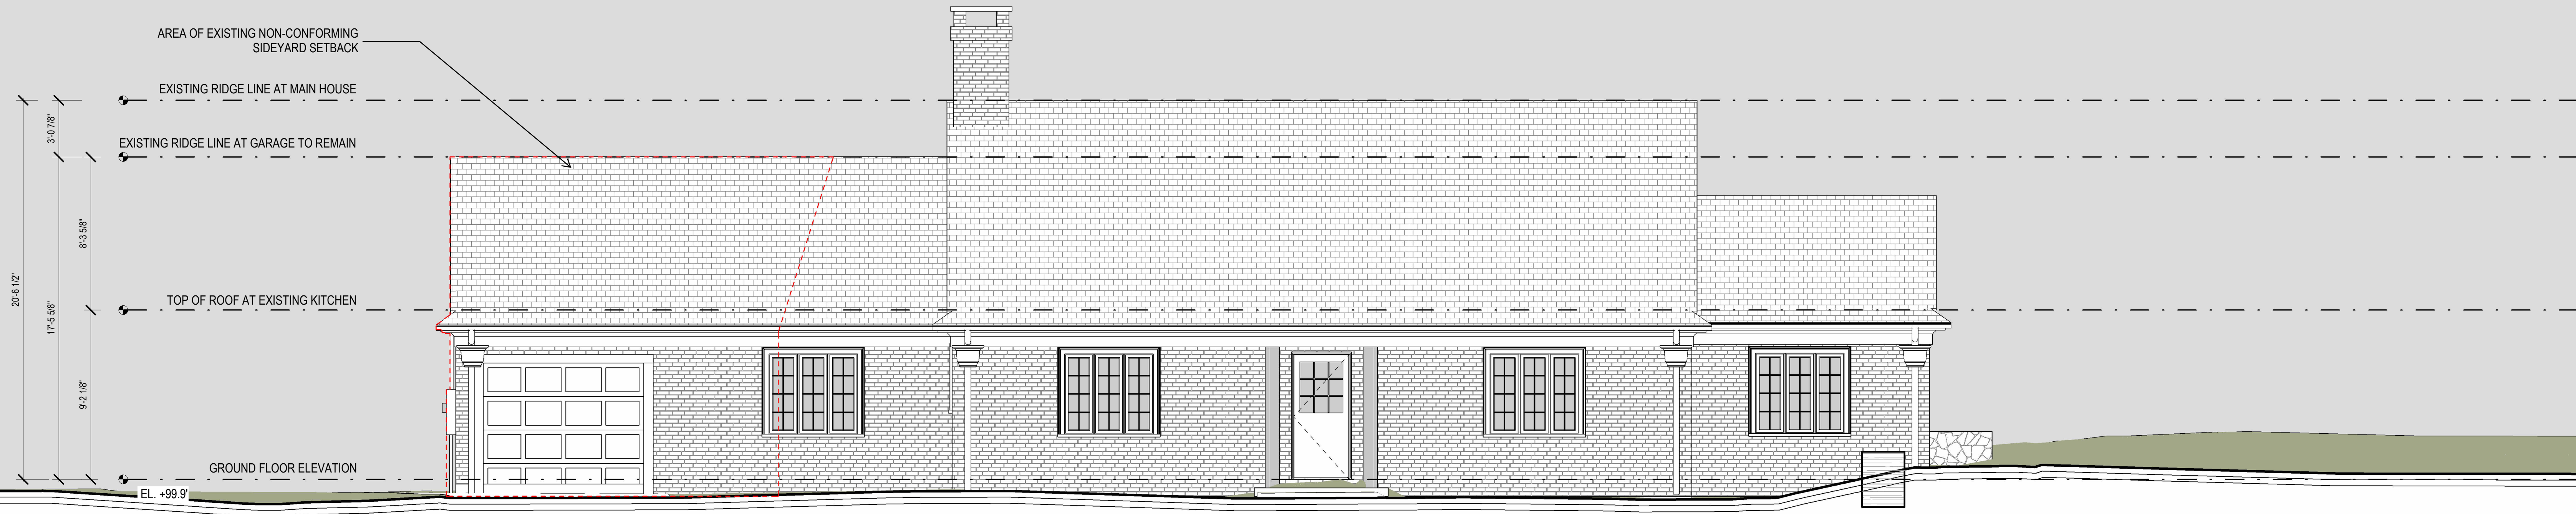 AREA OF EXISTING NON-CONFORMING
SIDEYARD SETBACK
EXISTING RIDGE LINE AT MAIN HOUSE
3'-0 7/8"
EXISTING RIDGE LINE AT GARAGE TO REMAIN
8'-3 5/8"
20'-6 1/2"
17'-5 5/8"
TOP OF ROOF AT EXISTING KITCHEN
9'-2 1/8"
GROUND FLOOR ELEVATION
EL. +99.9'